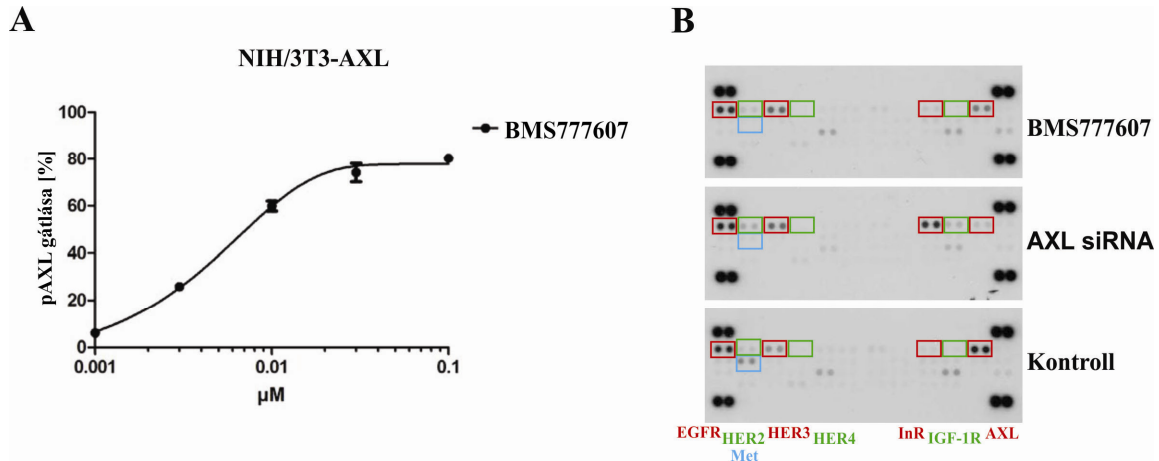 A
NIH/3T3-AXL
pAXL gátlása [%]
100
80
60
40
20
0
0.001
0.01
0.1
µM
BMS777607
B
BMS777607
AXL siRNA
Kontroll
EGFR HER2 HER3 HER4 InR IGF-1R AXL
Met